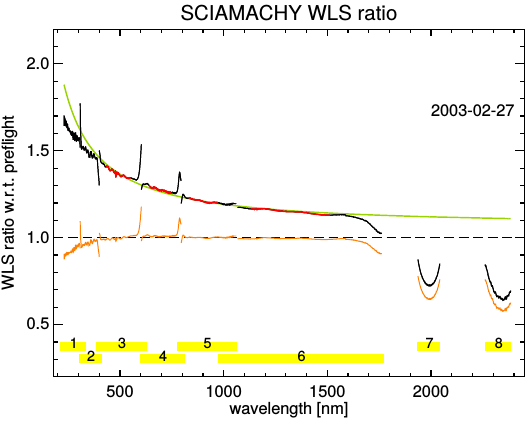 SCIAMACHY WLS ratio
WLS ratio w.r.t. preflight
2.0
1.5
1.0
0.5
2003-02-27
1 3 5 7 8
2 4 6
500 1000 1500 2000
wavelength [nm]